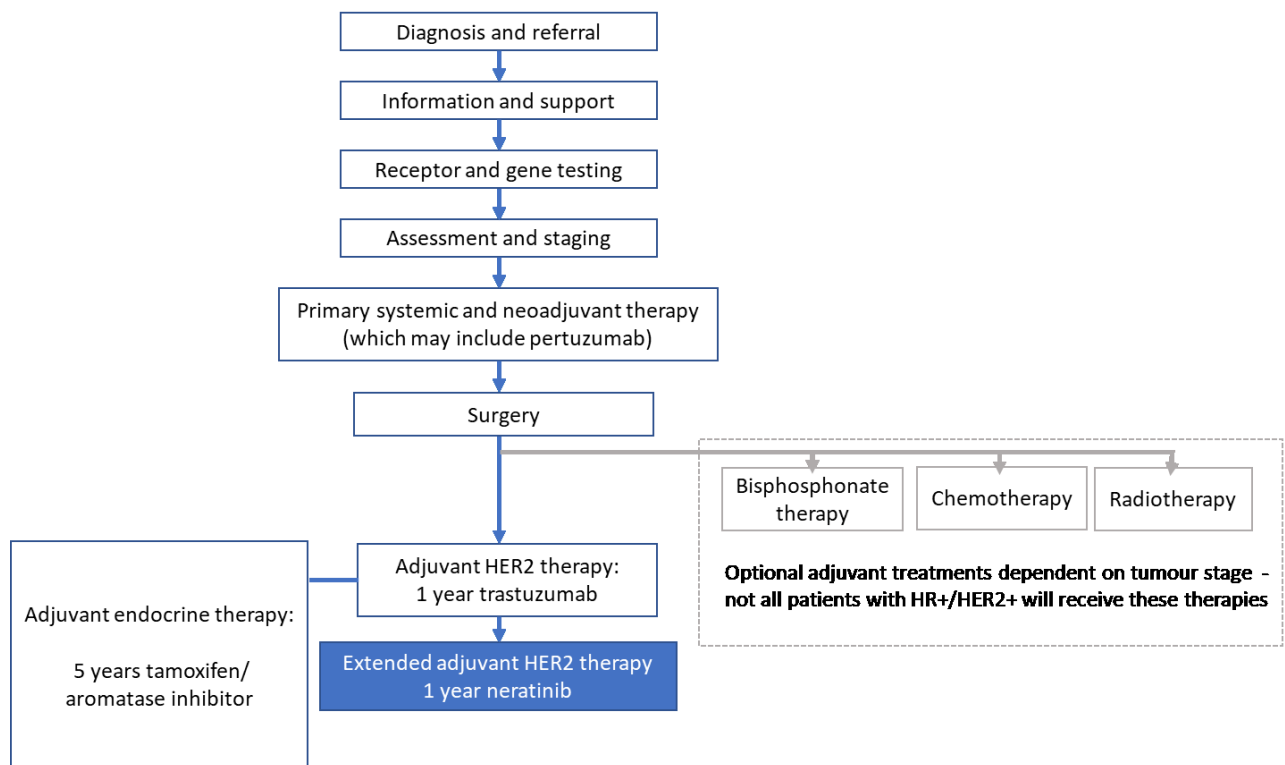 Diagnosis and referral
Information and support
Receptor and gene testing
Assessment and staging
Primary systemic and neoadjuvant therapy
(which may include pertuzumab)
Surgery
Bisphosphonate
therapy
Chemotherapy
Radiotherapy
Optional adjuvant treatments dependent on tumour stage -
not all patients with HR+/HER2+ will receive these therapies
Adjuvant HER2 therapy:
1 year trastuzumab
Adjuvant endocrine therapy:
5 years tamoxifen/
aromatase inhibitor
Extended adjuvant HER2 therapy
1 year neratinib